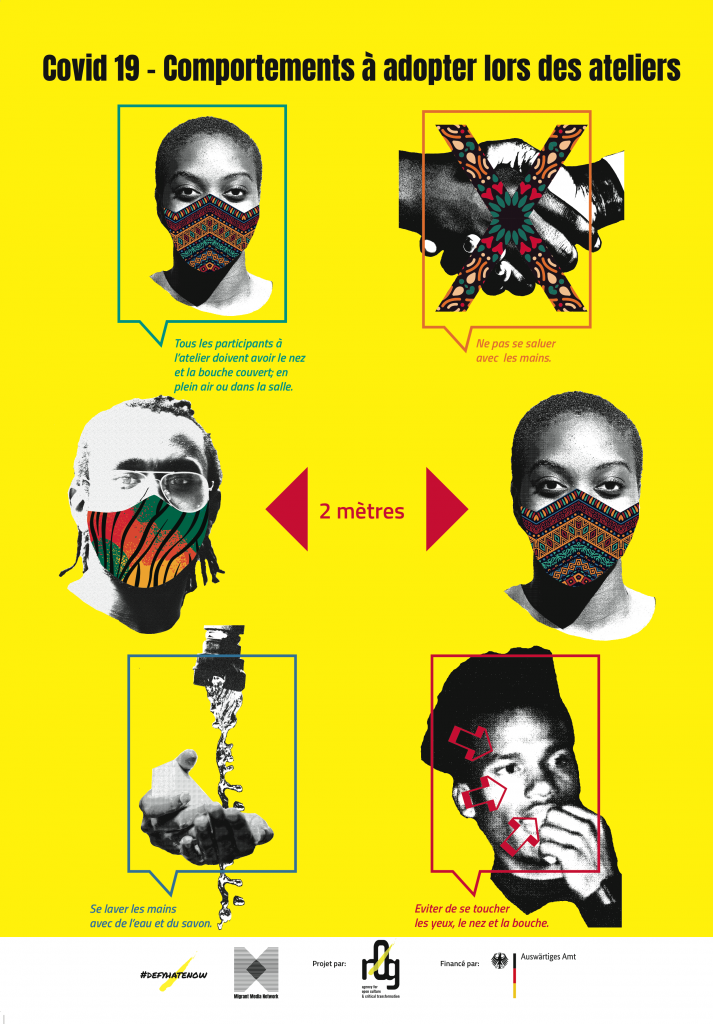 Covid 19 - Comportements à adopter lors des ateliers
Tous les participants à
l'atelier doivent avoir le nez
et la bouche couvert; en
plein air ou dans la salle.
Ne pas se saluer
avec les mains.
2 mètres
Se laver les mains
avec de l'eau et du savon.
Eviter de se toucher
les yeux, le nez et la bouche.
#DEFYHATENOW
Migrant Media Network
Projet par:
r0g
agency for
open culture
& critical transformation
Financé par:
Auswärtiges Amt